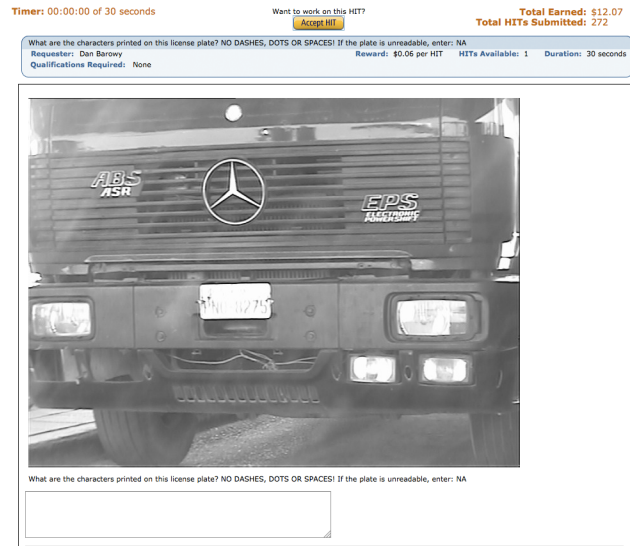 Timer: 00:00:00 of 30 seconds
Want to work on this HIT?
Accept HIT
Total Earned: $12.07
Total HITs Submitted: 272
What are the characters printed on this license plate? NO DASHES, DOTS OR SPACES! If the plate is unreadable, enter: NA
Requester: Dan Barowy
Reward: $0.06 per HIT
HITs Available: 1
Duration: 30 seconds
Qualifications Required: None
ABS
ASR
EPS
ELECTRONIC
POWERSHIFT
What are the characters printed on this license plate? NO DASHES, DOTS OR SPACES! If the plate is unreadable, enter: NA